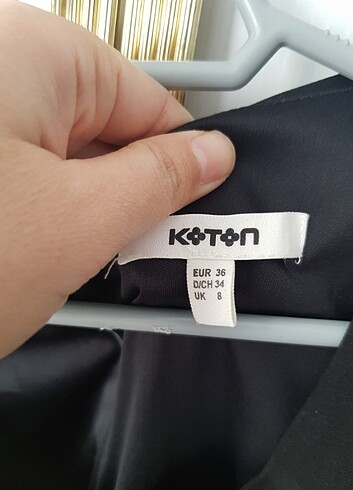 KOTON
EUR 36
D/CH 34
UK 8